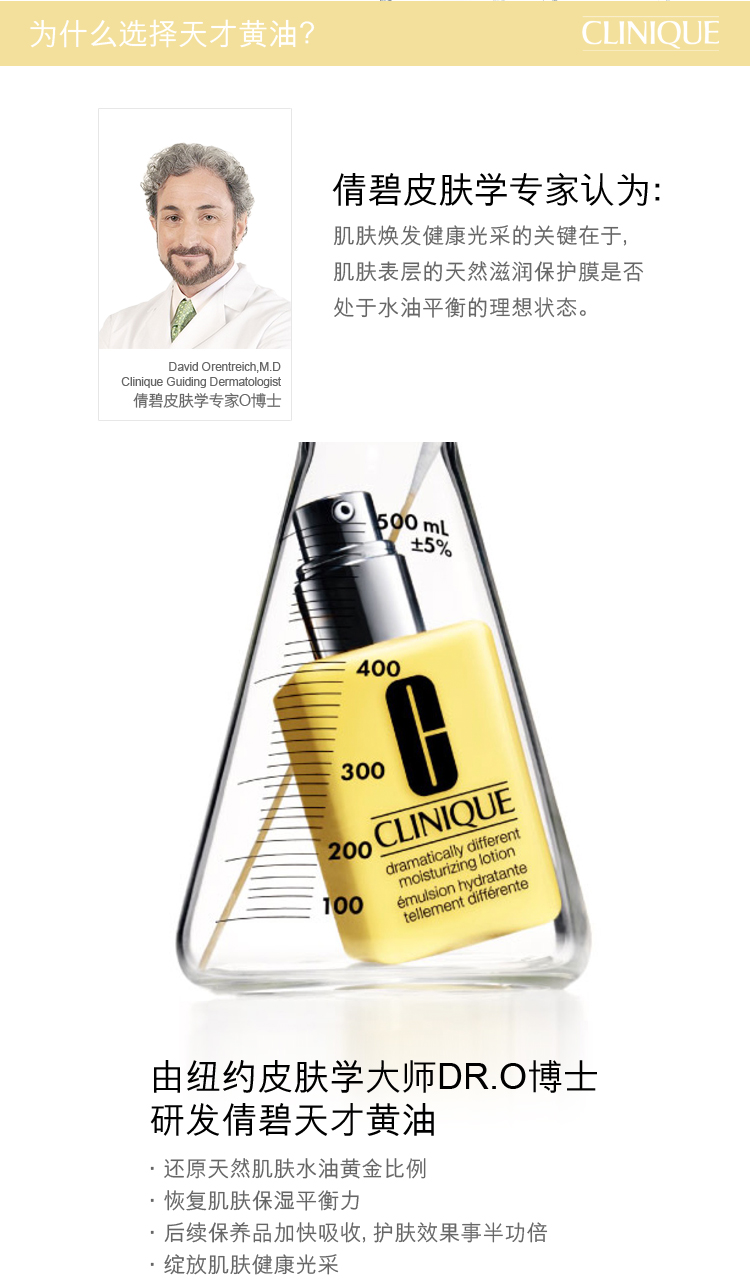 为什么选择天才黄油?
CLINIQUE
倩碧皮肤学专家认为:
肌肤焕发健康光采的关键在于,
肌肤表层的天然滋润保护膜是否
处于水油平衡的理想状态。
David Orentreich,M.D
Clinique Guiding Dermatologist
倩碧皮肤学专家O博士
500 mL
±5%
400
300
200
100
CLINIQUE
dramatically different
moisturizing lotion
émulsion hydratante
tellement différente
由纽约皮肤学大师DR.O博士
研发倩碧天才黄油
· 还原天然肌肤水油黄金比例
· 恢复肌肤保湿平衡力
· 后续保养品加快吸收, 护肤效果事半功倍
· 绽放肌肤健康光采